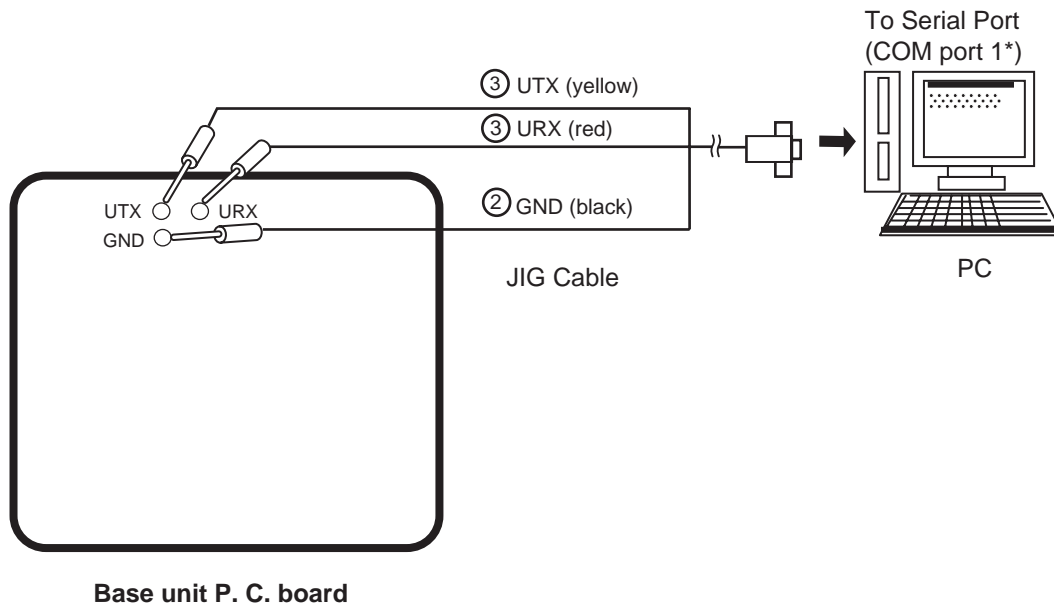 To Serial Port
(COM port 1*)
③ UTX (yellow)
③ URX (red)
② GND (black)
UTX URX
GND
JIG Cable
PC
Base unit P. C. board